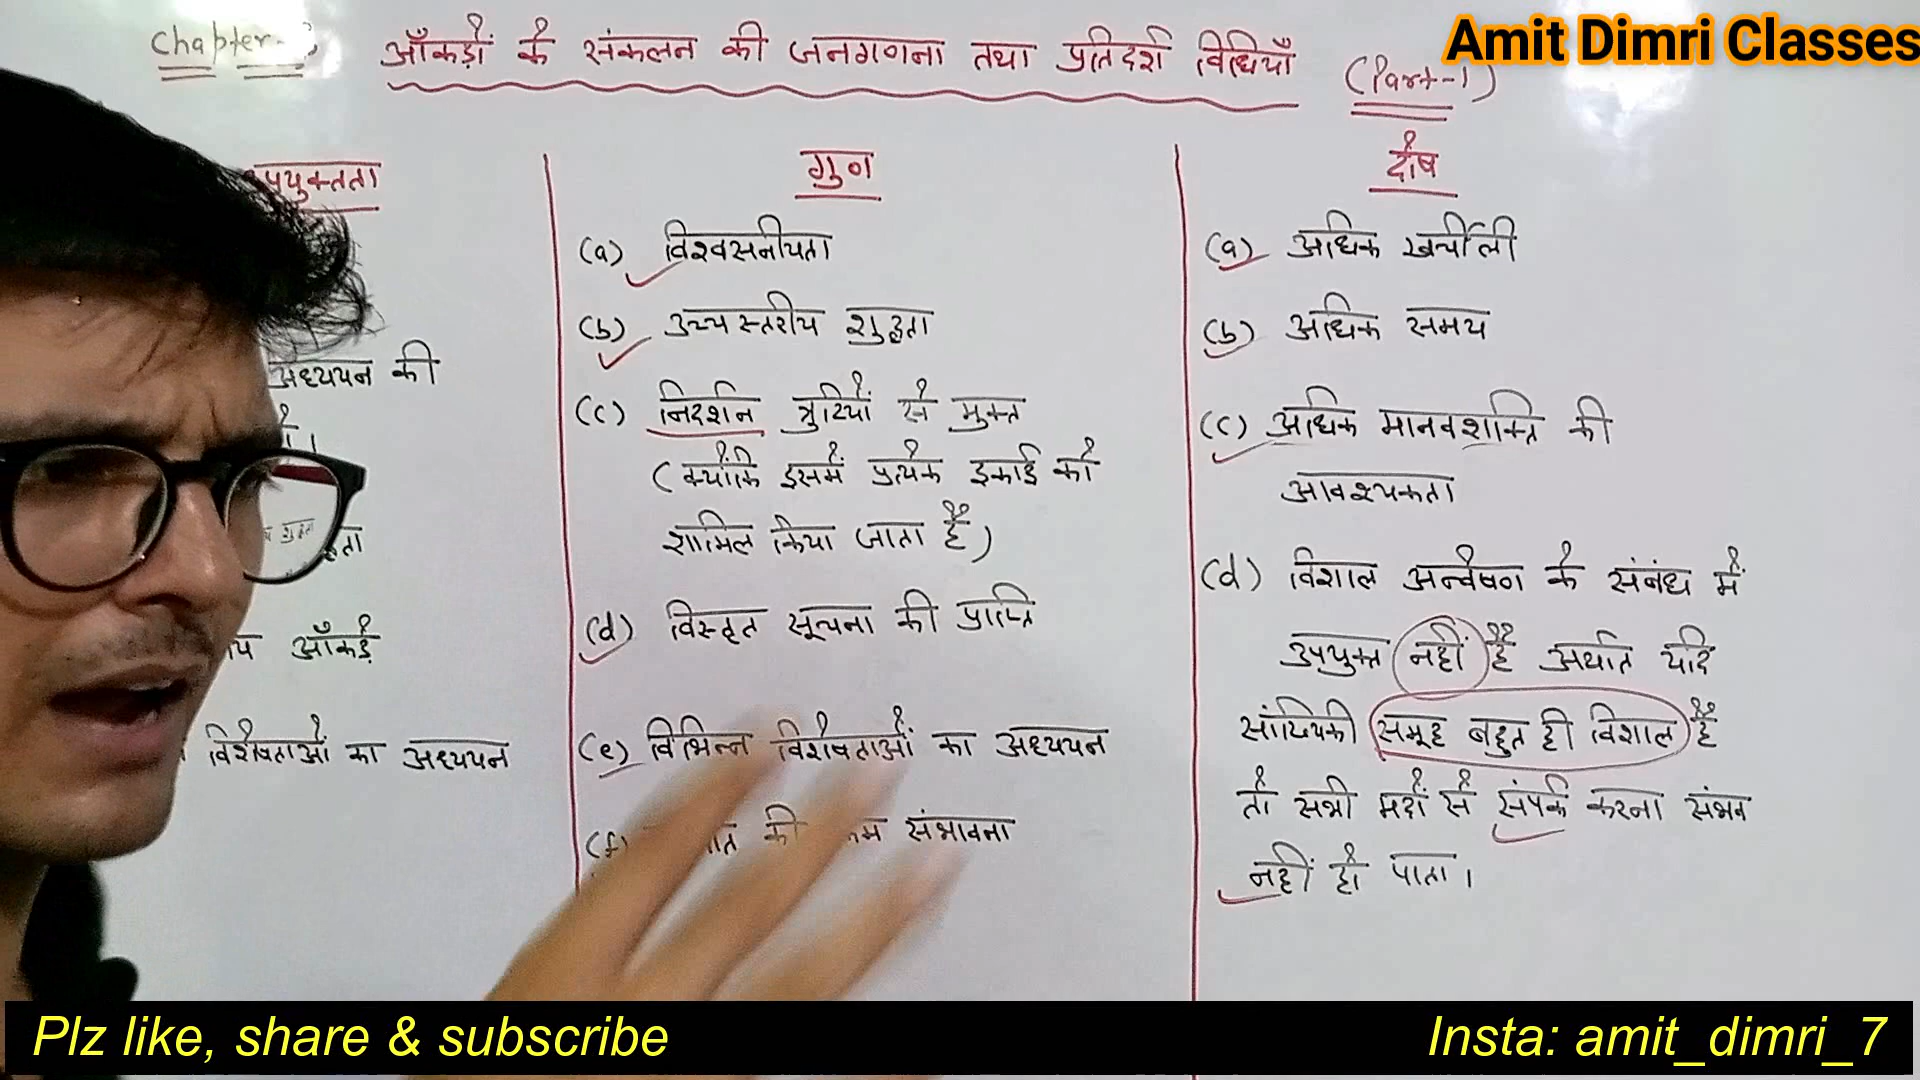 Amit Dimri Classes
Chapter-
आँकड़ों के संकलन की जनगणना तथा प्रतिदर्श विधियाँ (Part-1)
पयुक्तता
अध्ययन की
ता
आँकड़े
विशेषताओं का अध्ययन
गुण
(a) विश्वसनीयता
(b) उच्चस्तरीय शुद्धता
(c) निदर्शन त्रुटियों से मुक्त
(क्योंकि इसमें प्रत्येक इकाई को
शामिल किया जाता है)
(d) विस्तृत सूचना की प्राप्ति
(e) विभिन्न विशेषताओं का अध्ययन
(f) की संभावना
दोष
(a) अधिक खर्चीली
(b) अधिक समय
(c) अधिक मानवशक्ति की
आवश्यकता
(d) विशाल अन्वेषण के संबंध में
उपयुक्त नहीं है अर्थात यदि
सांख्यिकी समूह बहुत ही विशाल है
तो सभी मदों से संपर्क करना संभव
नहीं हो पाता।
Plz like, share & subscribe
Insta: amit_dimri_7